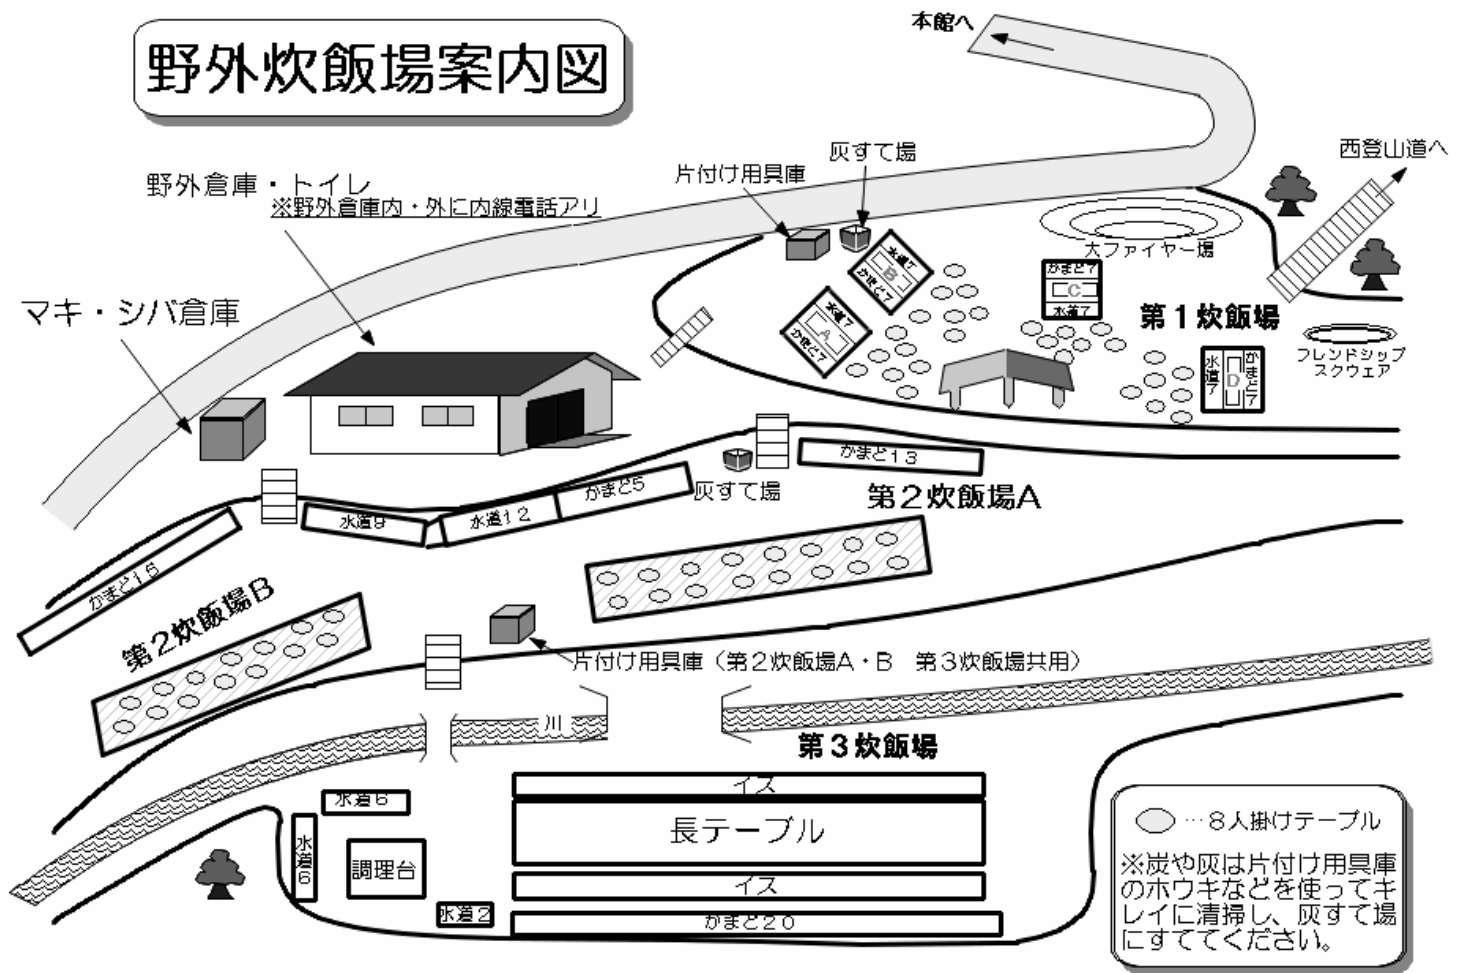 野外炊飯場案内図
本館へ
西登山道へ
灰すて場
片付け用具庫
野外倉庫・トイレ
※野外倉庫内・外に内線電話アリ
マキ・シバ倉庫
大ファイヤー場
水道7
B
かまど7
水道7
A
かまど7
かまど7
C
水道7
第１炊飯場
フレンドシップ
スクウェア
水道7
D
かまど7
かまど13
灰すて場
第２炊飯場A
かまど5
水道12
水道9
かまど15
第２炊飯場B
片付け用具庫（第２炊飯場A・B　第３炊飯場共用）
川
第３炊飯場
イス
長テーブル
イス
かまど20
水道6
水道6
調理台
水道2
…８人掛けテーブル
※炭や灰は片付け用具庫
のホウキなどを使ってキ
レイに清掃し、灰すて場
にすててください。